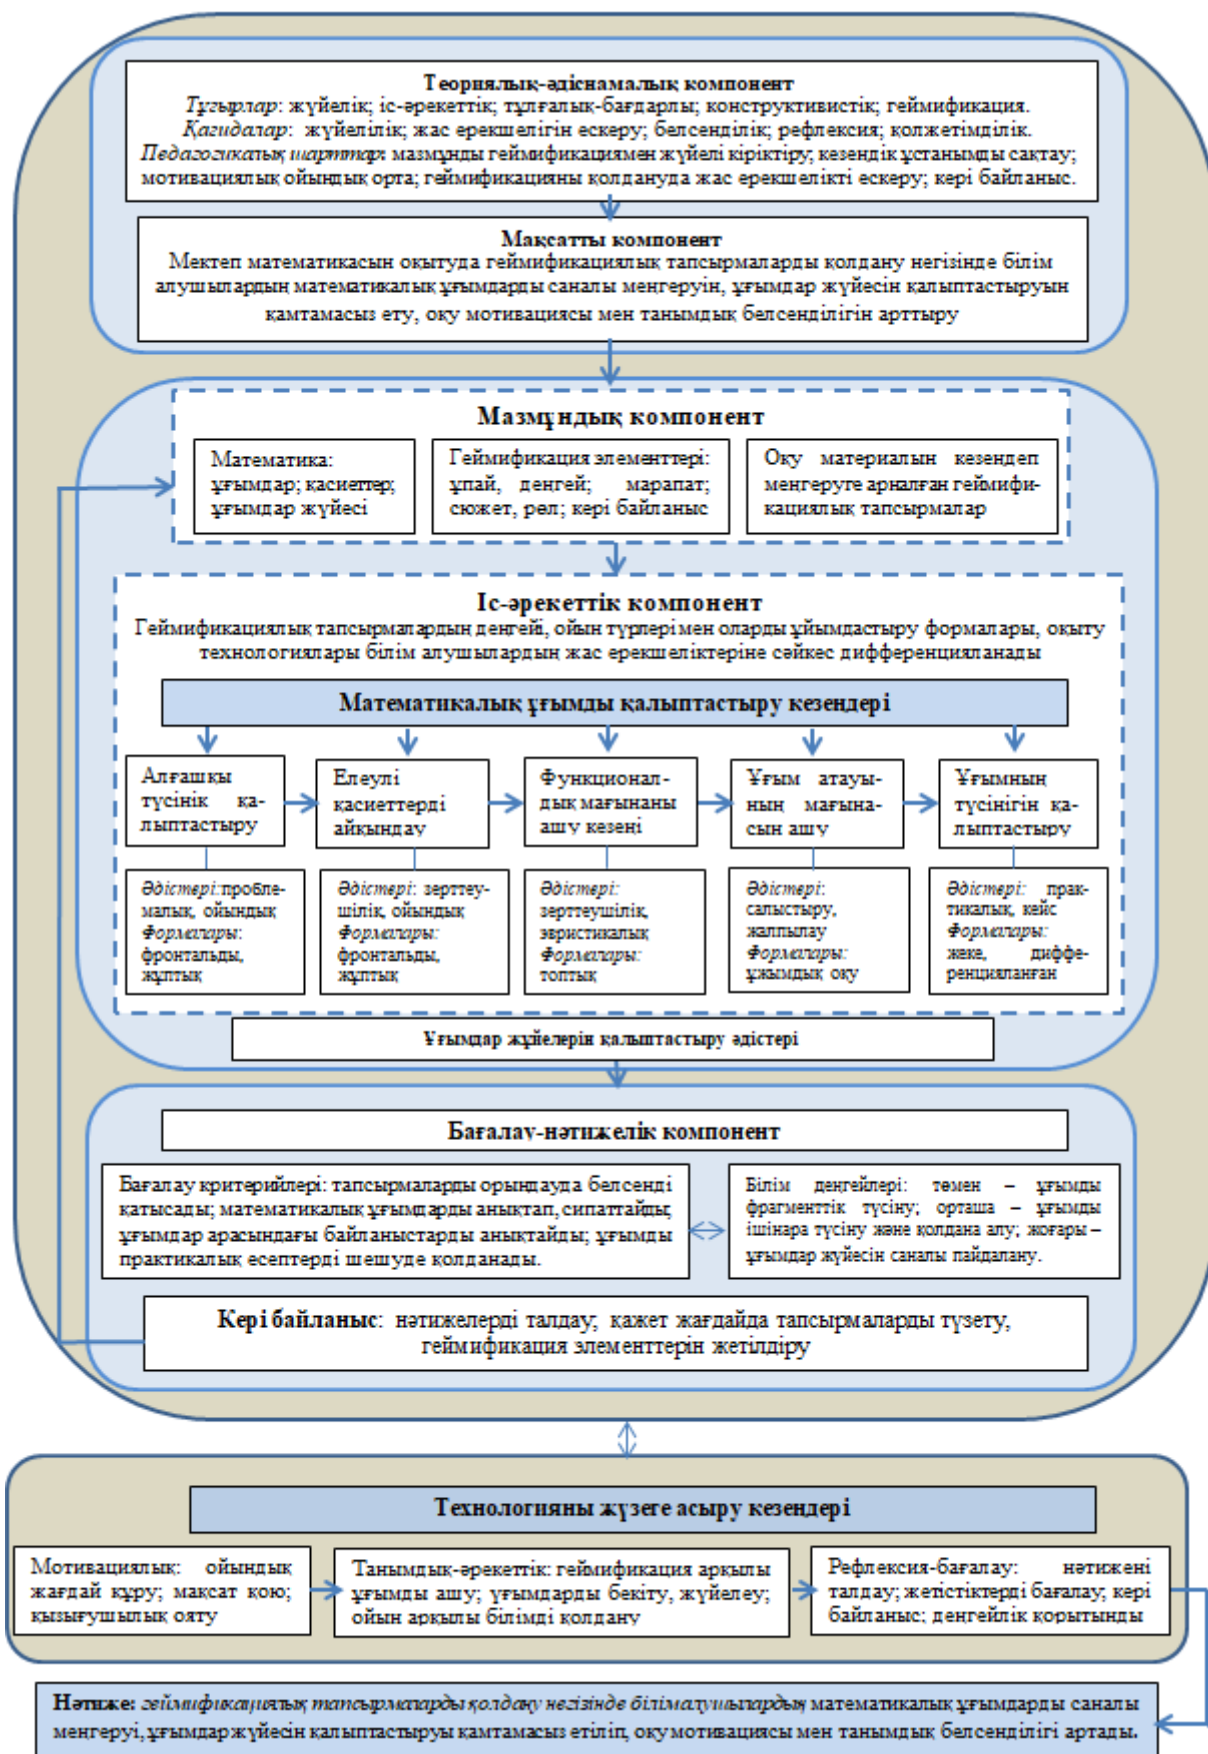 Теориялық-әдіснамалық компонент
Тұғырлар: жүйелік; іс-әрекеттік; тұлғалық-бағдарлы; конструктивистік; геймификация.
Қағидалар: жүйелілік; жас ерекшелігін ескеру; белсенділік; рефлексия; қолжетімділік.
Педагогикалық шарттар: мазмұнды геймификациямен жүйелі кіріктіру; кезендік ұстанымды сақтау;
мотивациялық ойындық орта; геймификацияны қолдануда жас ерекшелікті ескеру; кері байланыс.
Мақсатты компонент
Мектеп математикасын оқытуда геймификациялық тапсырмаларды қолдану негізінде білім
алушылардың математикалық ұғымдарды саналы меңгеруін, ұғымдар жүйесін қалыптастыруын
қамтамасыз ету, оқу мотивациясы мен танымдық белсенділігін арттыру
Мазмұндық компонент
Математика:
ұғымдар; қасиеттер;
ұғымдар жүйесі
Геймификация элементтері:
ұпай, деңгей; марапат;
сюжет, рөл; кері байланыс
Оқу материалын кезеңдеп
меңгеруге арналған геймифи-
кациялық тапсырмалар
Іс-әрекеттік компонент
Геймификациялық тапсырмалардың деңгейі, ойын түрлері мен оларды ұйымдастыру формалары, оқыту
технологиялары білім алушылардың жас ерекшеліктеріне сәйкес дифференцияланады
Математикалық ұғымды қалыптастыру кезеңдері
Алғашқы
түсінік қа-
лыптастыру
Елеулі
қасиеттерді
айқындау
Функционал-
дық мағынаны
ашу кезеңі
Ұғым атауы-
ның мағына-
сын ашу
Ұғымның
түсінігін қа-
лыптастыру
Әдістері:пробле-
малық, ойындық
Формалары:
фронтальды,
жұптық
Әдістері: зерттеу-
шілік, ойындық
Формалары:
фронтальды,
жұптық
Әдістері:
зерттеушілік,
эвристикалық
Формалары:
топтық
Әдістері:
салыстыру,
жалпылау
Формалары:
ұжымдық оқу
Әдістері: прак-
тикалық, кейс
Формалары:
жеке, диффе-
ренцияланған
Ұғымдар жүйелерін қалыптастыру әдістері
Бағалау-нәтижелік компонент
Бағалау критерийлері: тапсырмаларды орындауда белсенді
қатысады; математикалық ұғымдарды анықтап, сипаттайды;
ұғымдар арасындағы байланыстарды анықтайды; ұғымды
практикалық есептерді шешуде қолданады.
Білім деңгейлері: төмен – ұғымды
фрагменттік түсіну; орташа – ұғымды
ішінара түсіну және қолдана алу; жоғары –
ұғымдар жүйесін саналы пайдалану.
Кері байланыс: нәтижелерді талдау; қажет жағдайда тапсырмаларды түзету,
геймификация элементтерін жетілдіру
Технологияны жүзеге асыру кезеңдері
Мотивациялық: ойындық
жағдай құру; мақсат қою;
қызығушылық ояту
Танымдық-әрекеттік: геймификация арқылы
ұғымды ашу; ұғымдарды бекіту, жүйелеу;
ойын арқылы білімді қолдану
Рефлексия-бағалау: нәтижені
талдау; жетістіктерді бағалау; кері
байланыс; деңгейлік қорытынды
Нәтиже: геймификациялық тапсырмаларды қолдану негізінде білім алушылардың математикалық ұғымдарды саналы
меңгеруі, ұғымдар жүйесін қалыптастыруы қамтамасыз етіліп, оқу мотивациясы мен танымдық белсенділігі артады.